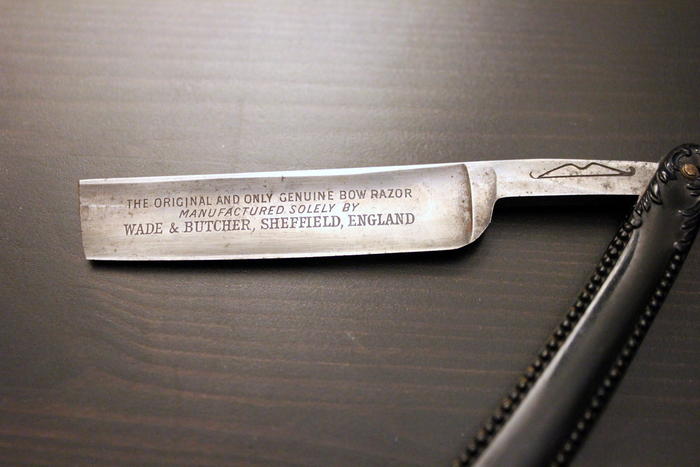 THE ORIGINAL AND ONLY GENUINE BOW RAZOR
MANUFACTURED SOLELY BY
WADE & BUTCHER, SHEFFIELD, ENGLAND